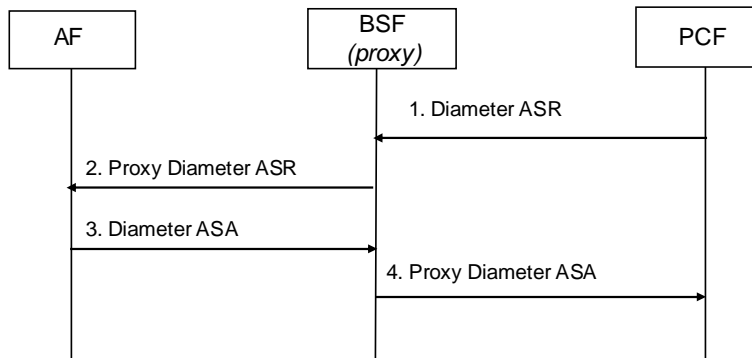 AF
BSF
(proxy)
PCF
1. Diameter ASR
2. Proxy Diameter ASR
3. Diameter ASA
4. Proxy Diameter ASA